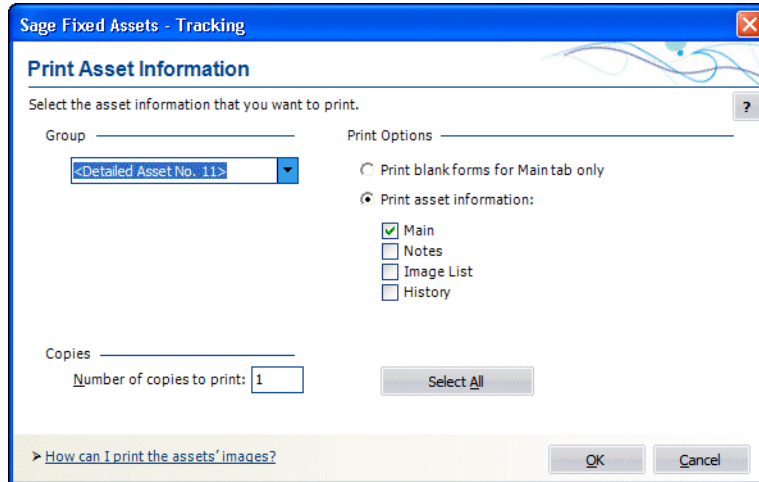 Sage Fixed Assets - Tracking
Print Asset Information
Select the asset information that you want to print.
?
Group
<Detailed Asset No. 11>
Print Options
Print blank forms for Main tab only
Print asset information:
Main
Notes
Image List
History
Copies
Number of copies to print: 1
Select All
How can I print the assets' images?
OK
Cancel